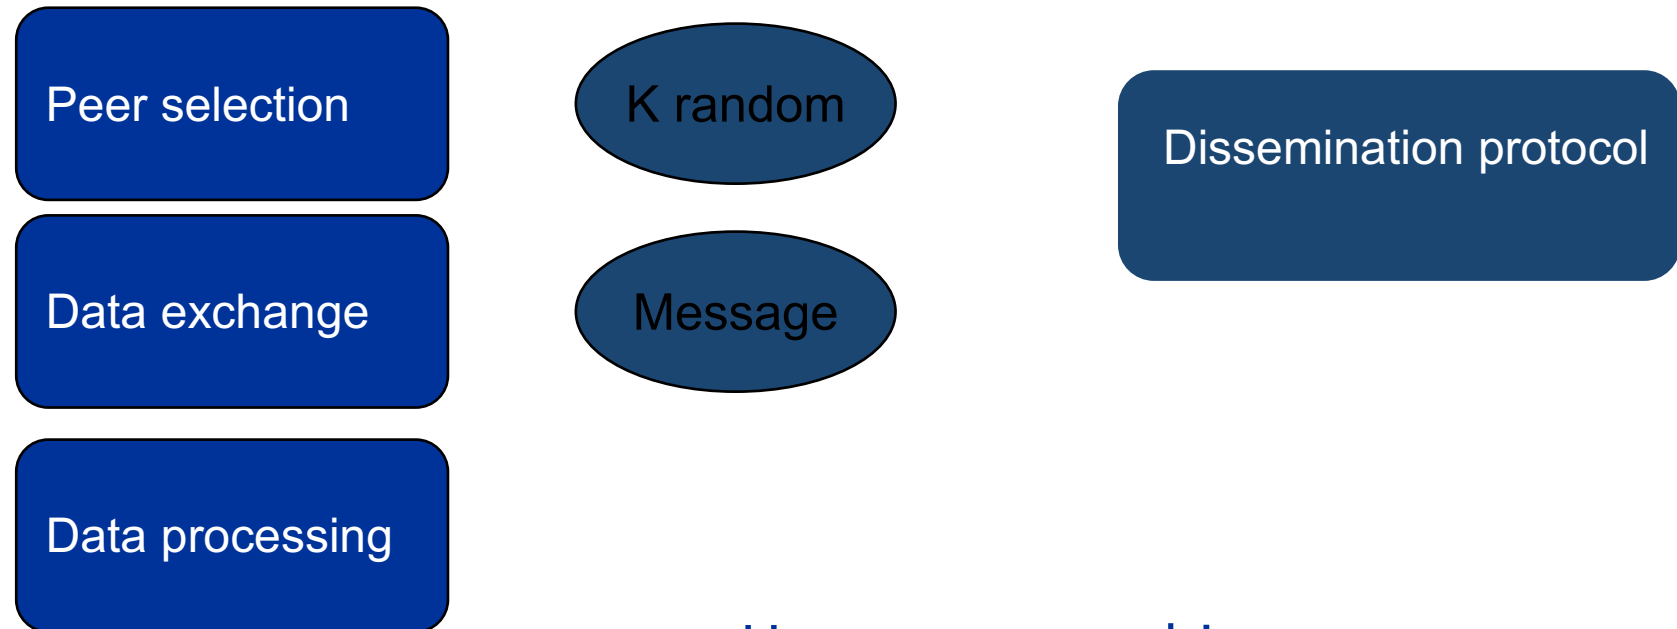 Peer selection
K random
Dissemination protocol
Data exchange
Message
Data processing